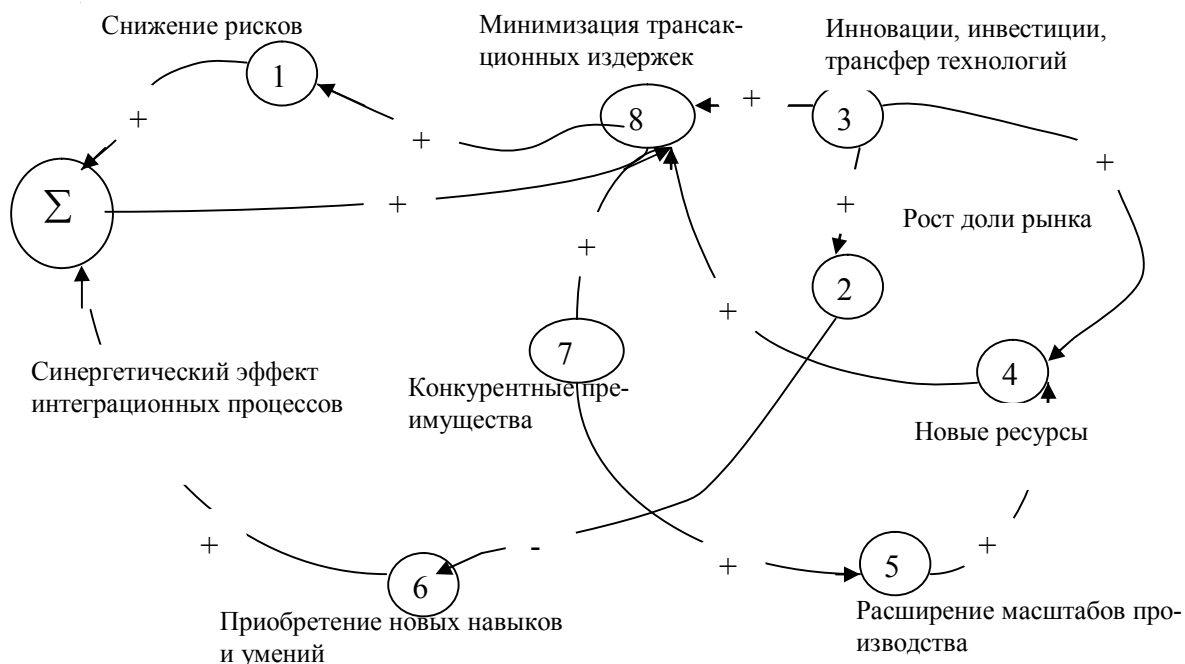 Снижение рисков
1
+
Минимизация трансак-
ционных издержек
8
+
Инновации, инвестиции,
трансфер технологий
3
+
+
Σ
+
+
+
Рост доли рынка
2
+
7
+
4
Синергетический эффект
интеграционных процессов
Конкурентные пре-
имущества
Новые ресурсы
+
6
-
+
5
+
Приобретение новых навыков
и умений
Расширение масштабов про-
изводства